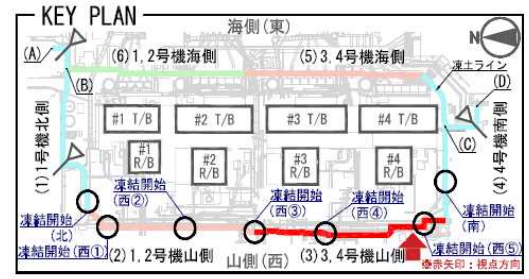 KEY PLAN
海側(東)
N
(A)
(6)1,2号機海側
(5)3,4号機海側
凍土ライン
(B)
(D)
#1 T/B
#2 T/B
#3 T/B
#4 T/B
(C)
(1)1号機北側
(4)4号機南側
#1
R/B
#2
R/B
#3
R/B
#4
R/B
凍結開始
(西②)
凍結開始
(西③)
凍結開始
(西④)
凍結開始
(南)
凍結開始
(北)
凍結開始(西①)
(2)1,2号機山側
山側(西)
(3)3,4号機山側
凍結開始(西⑤)
※赤矢印：視点方向